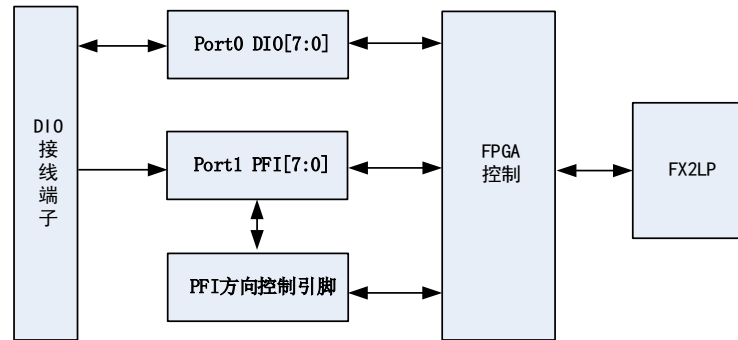 Port0 DIO[7:0]
DIO
接
线
端
子
Port1 PFI[7:0]
FPGA
控制
FX2LP
PFI方向控制引脚